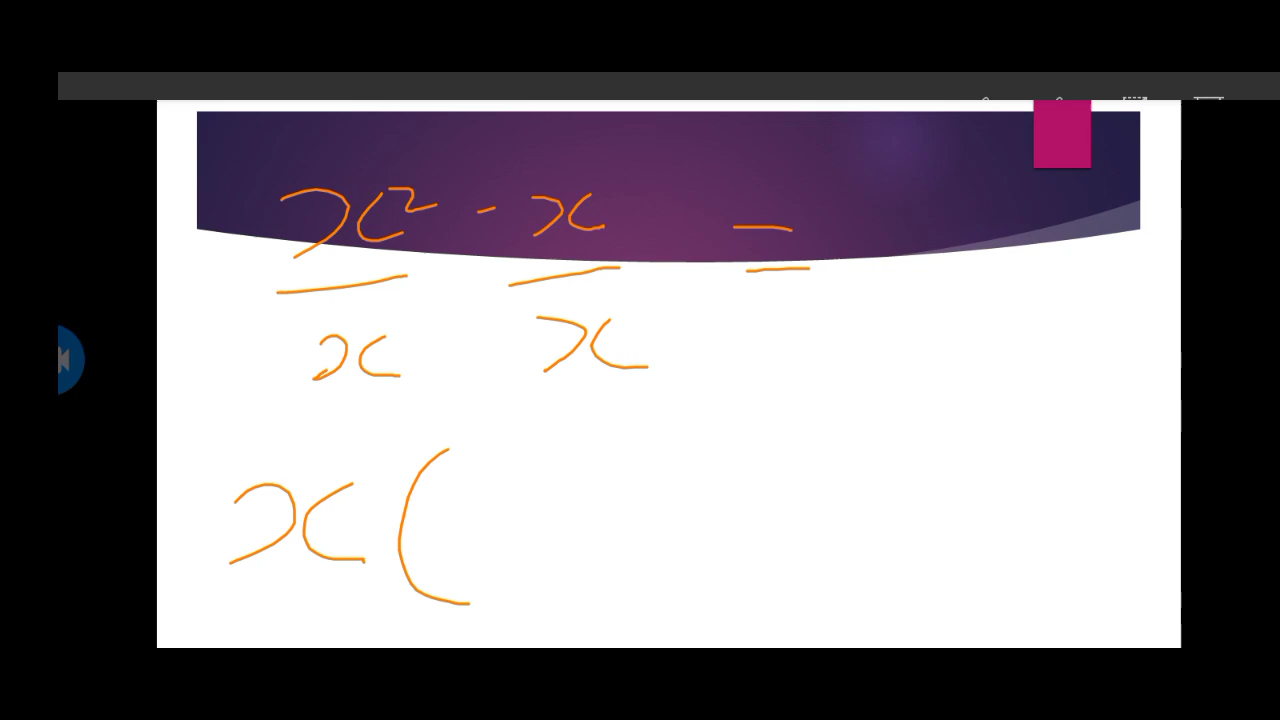 x² - x =
x x
x (